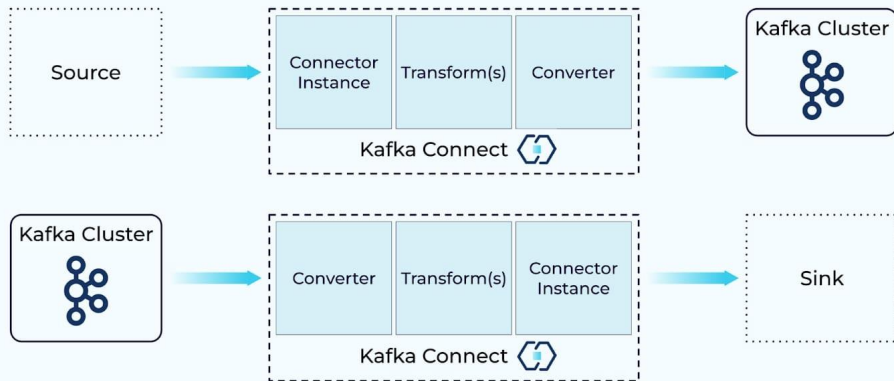 Source
Connector
Instance
Transform(s)
Converter
Kafka Connect
Kafka Cluster
Kafka Cluster
Converter
Transform(s)
Connector
Instance
Kafka Connect
Sink